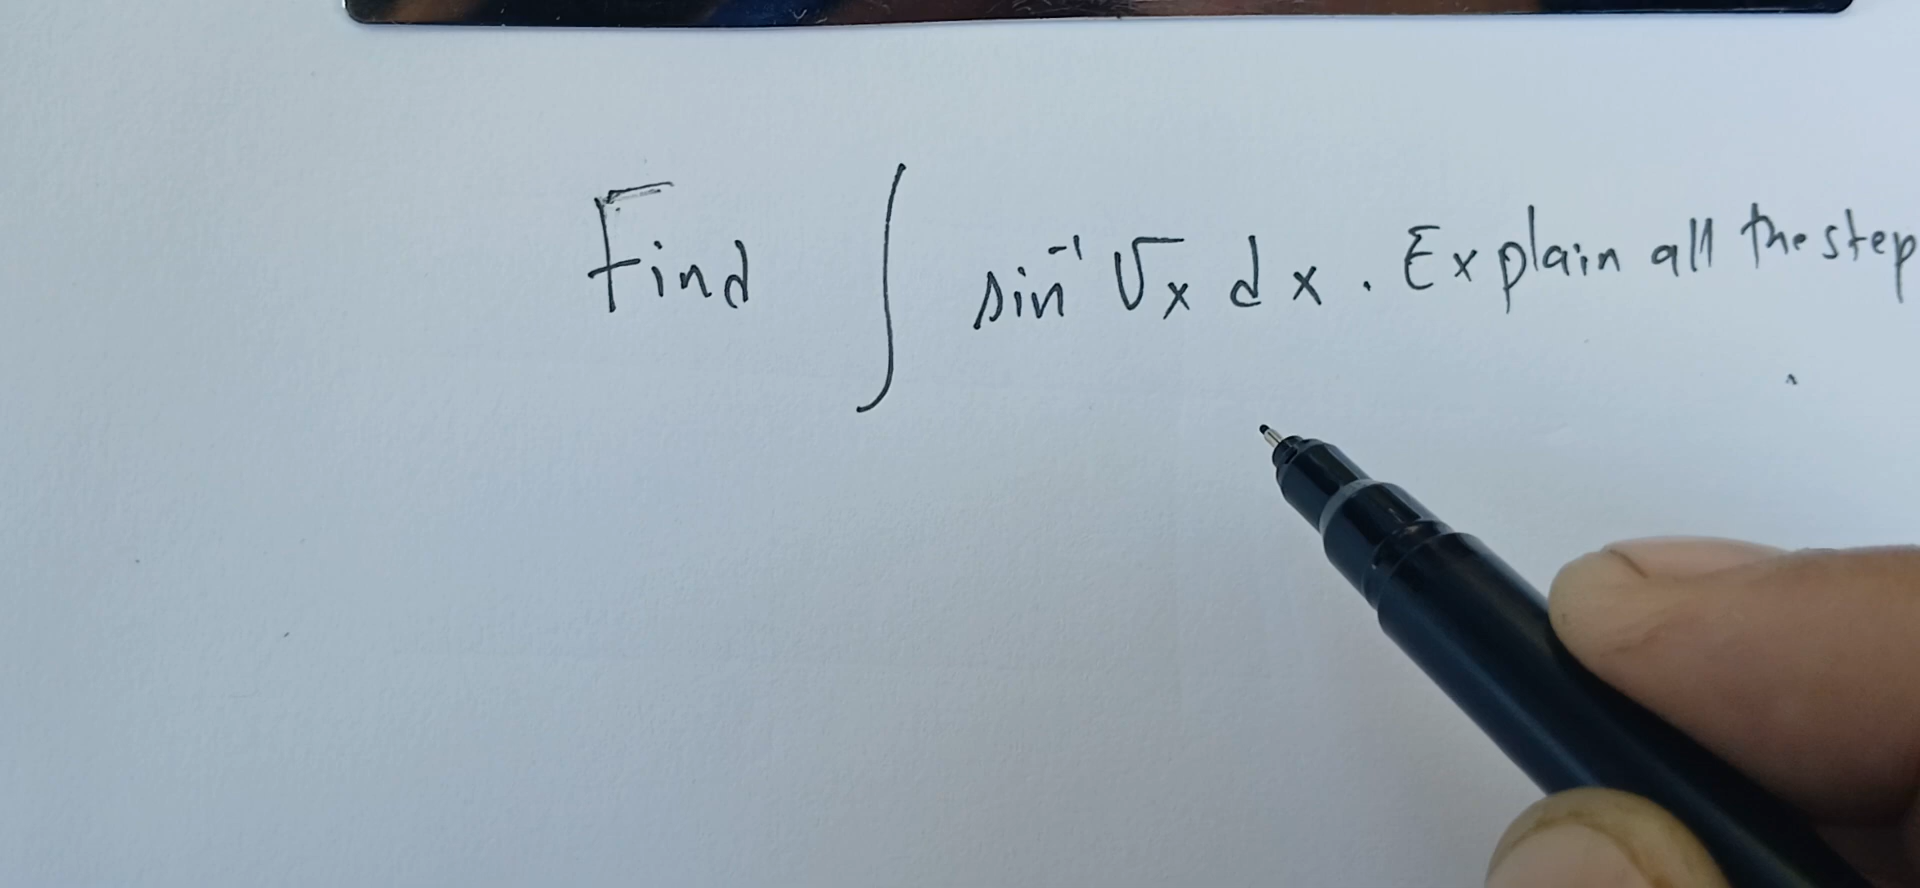 Find ∫ sin⁻¹ √x dx. Explain all the step